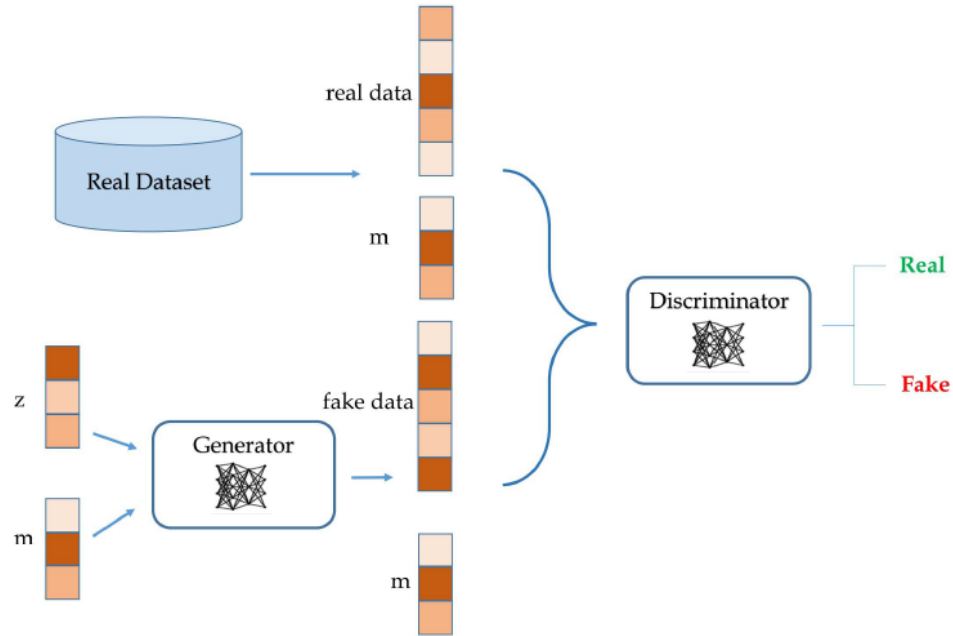 real data
Real Dataset
m
Real
Discriminator
z
fake data
Fake
Generator
m
m